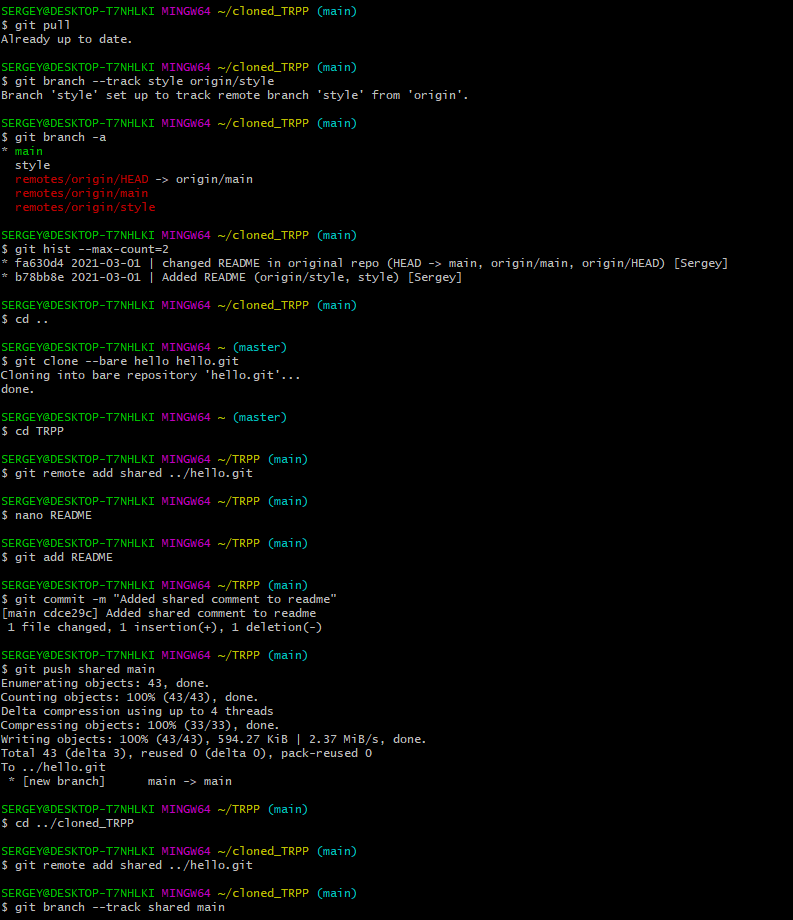 SERGEY@DESKTOP-T7NHLKI MINGW64 ~/cloned_TRPP (main)
$ git pull
Already up to date.
SERGEY@DESKTOP-T7NHLKI MINGW64 ~/cloned_TRPP (main)
$ git branch --track style origin/style
Branch 'style' set up to track remote branch 'style' from 'origin'.
SERGEY@DESKTOP-T7NHLKI MINGW64 ~/cloned_TRPP (main)
$ git branch -a
* main
  style
  remotes/origin/HEAD -> origin/main
  remotes/origin/main
  remotes/origin/style
SERGEY@DESKTOP-T7NHLKI MINGW64 ~/cloned_TRPP (main)
$ git hist --max-count=2
* fa630d4 2021-03-01 | changed README in original repo (HEAD -> main, origin/main, origin/HEAD) [Sergey]
* b78bb8e 2021-03-01 | Added README (origin/style, style) [Sergey]
SERGEY@DESKTOP-T7NHLKI MINGW64 ~/cloned_TRPP (main)
$ cd ..
SERGEY@DESKTOP-T7NHLKI MINGW64 ~ (master)
$ git clone --bare hello hello.git
Cloning into bare repository 'hello.git'...
done.
SERGEY@DESKTOP-T7NHLKI MINGW64 ~ (master)
$ cd TRPP
SERGEY@DESKTOP-T7NHLKI MINGW64 ~/TRPP (main)
$ git remote add shared ../hello.git
SERGEY@DESKTOP-T7NHLKI MINGW64 ~/TRPP (main)
$ nano README
SERGEY@DESKTOP-T7NHLKI MINGW64 ~/TRPP (main)
$ git add README
SERGEY@DESKTOP-T7NHLKI MINGW64 ~/TRPP (main)
$ git commit -m "Added shared comment to readme"
[main cdce29c] Added shared comment to readme
 1 file changed, 1 insertion(+), 1 deletion(-)
SERGEY@DESKTOP-T7NHLKI MINGW64 ~/TRPP (main)
$ git push shared main
Enumerating objects: 43, done.
Counting objects: 100% (43/43), done.
Delta compression using up to 4 threads
Compressing objects: 100% (33/33), done.
Writing objects: 100% (43/43), 594.27 KiB | 2.37 MiB/s, done.
Total 43 (delta 3), reused 0 (delta 0), pack-reused 0
To ../hello.git
 * [new branch]      main -> main
SERGEY@DESKTOP-T7NHLKI MINGW64 ~/TRPP (main)
$ cd ../cloned_TRPP
SERGEY@DESKTOP-T7NHLKI MINGW64 ~/cloned_TRPP (main)
$ git remote add shared ../hello.git
SERGEY@DESKTOP-T7NHLKI MINGW64 ~/cloned_TRPP (main)
$ git branch --track shared main